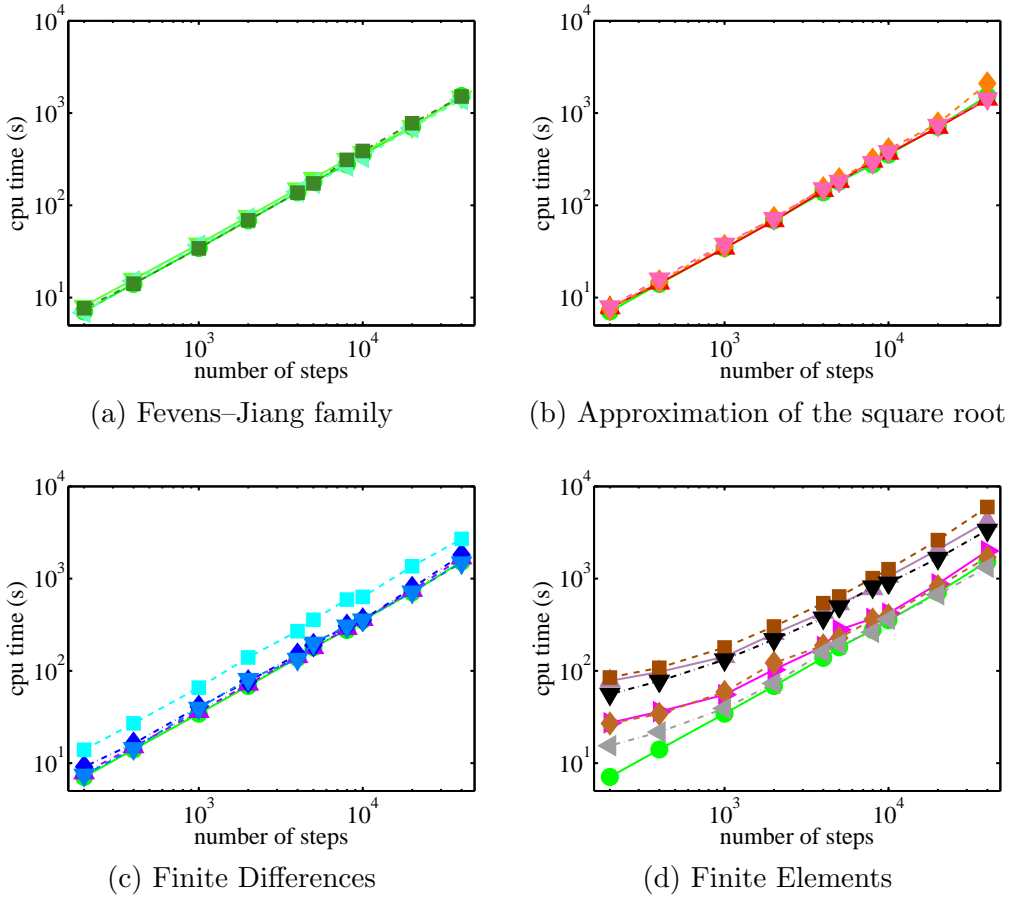 10^4
10^3
10^2
10^1
cpu time (s)
10^3
10^4
number of steps
(a) Fevens–Jiang family
10^4
10^3
10^2
10^1
cpu time (s)
10^3
10^4
number of steps
(b) Approximation of the square root
10^4
10^3
10^2
10^1
cpu time (s)
10^3
10^4
number of steps
(c) Finite Differences
10^4
10^3
10^2
10^1
cpu time (s)
10^3
10^4
number of steps
(d) Finite Elements